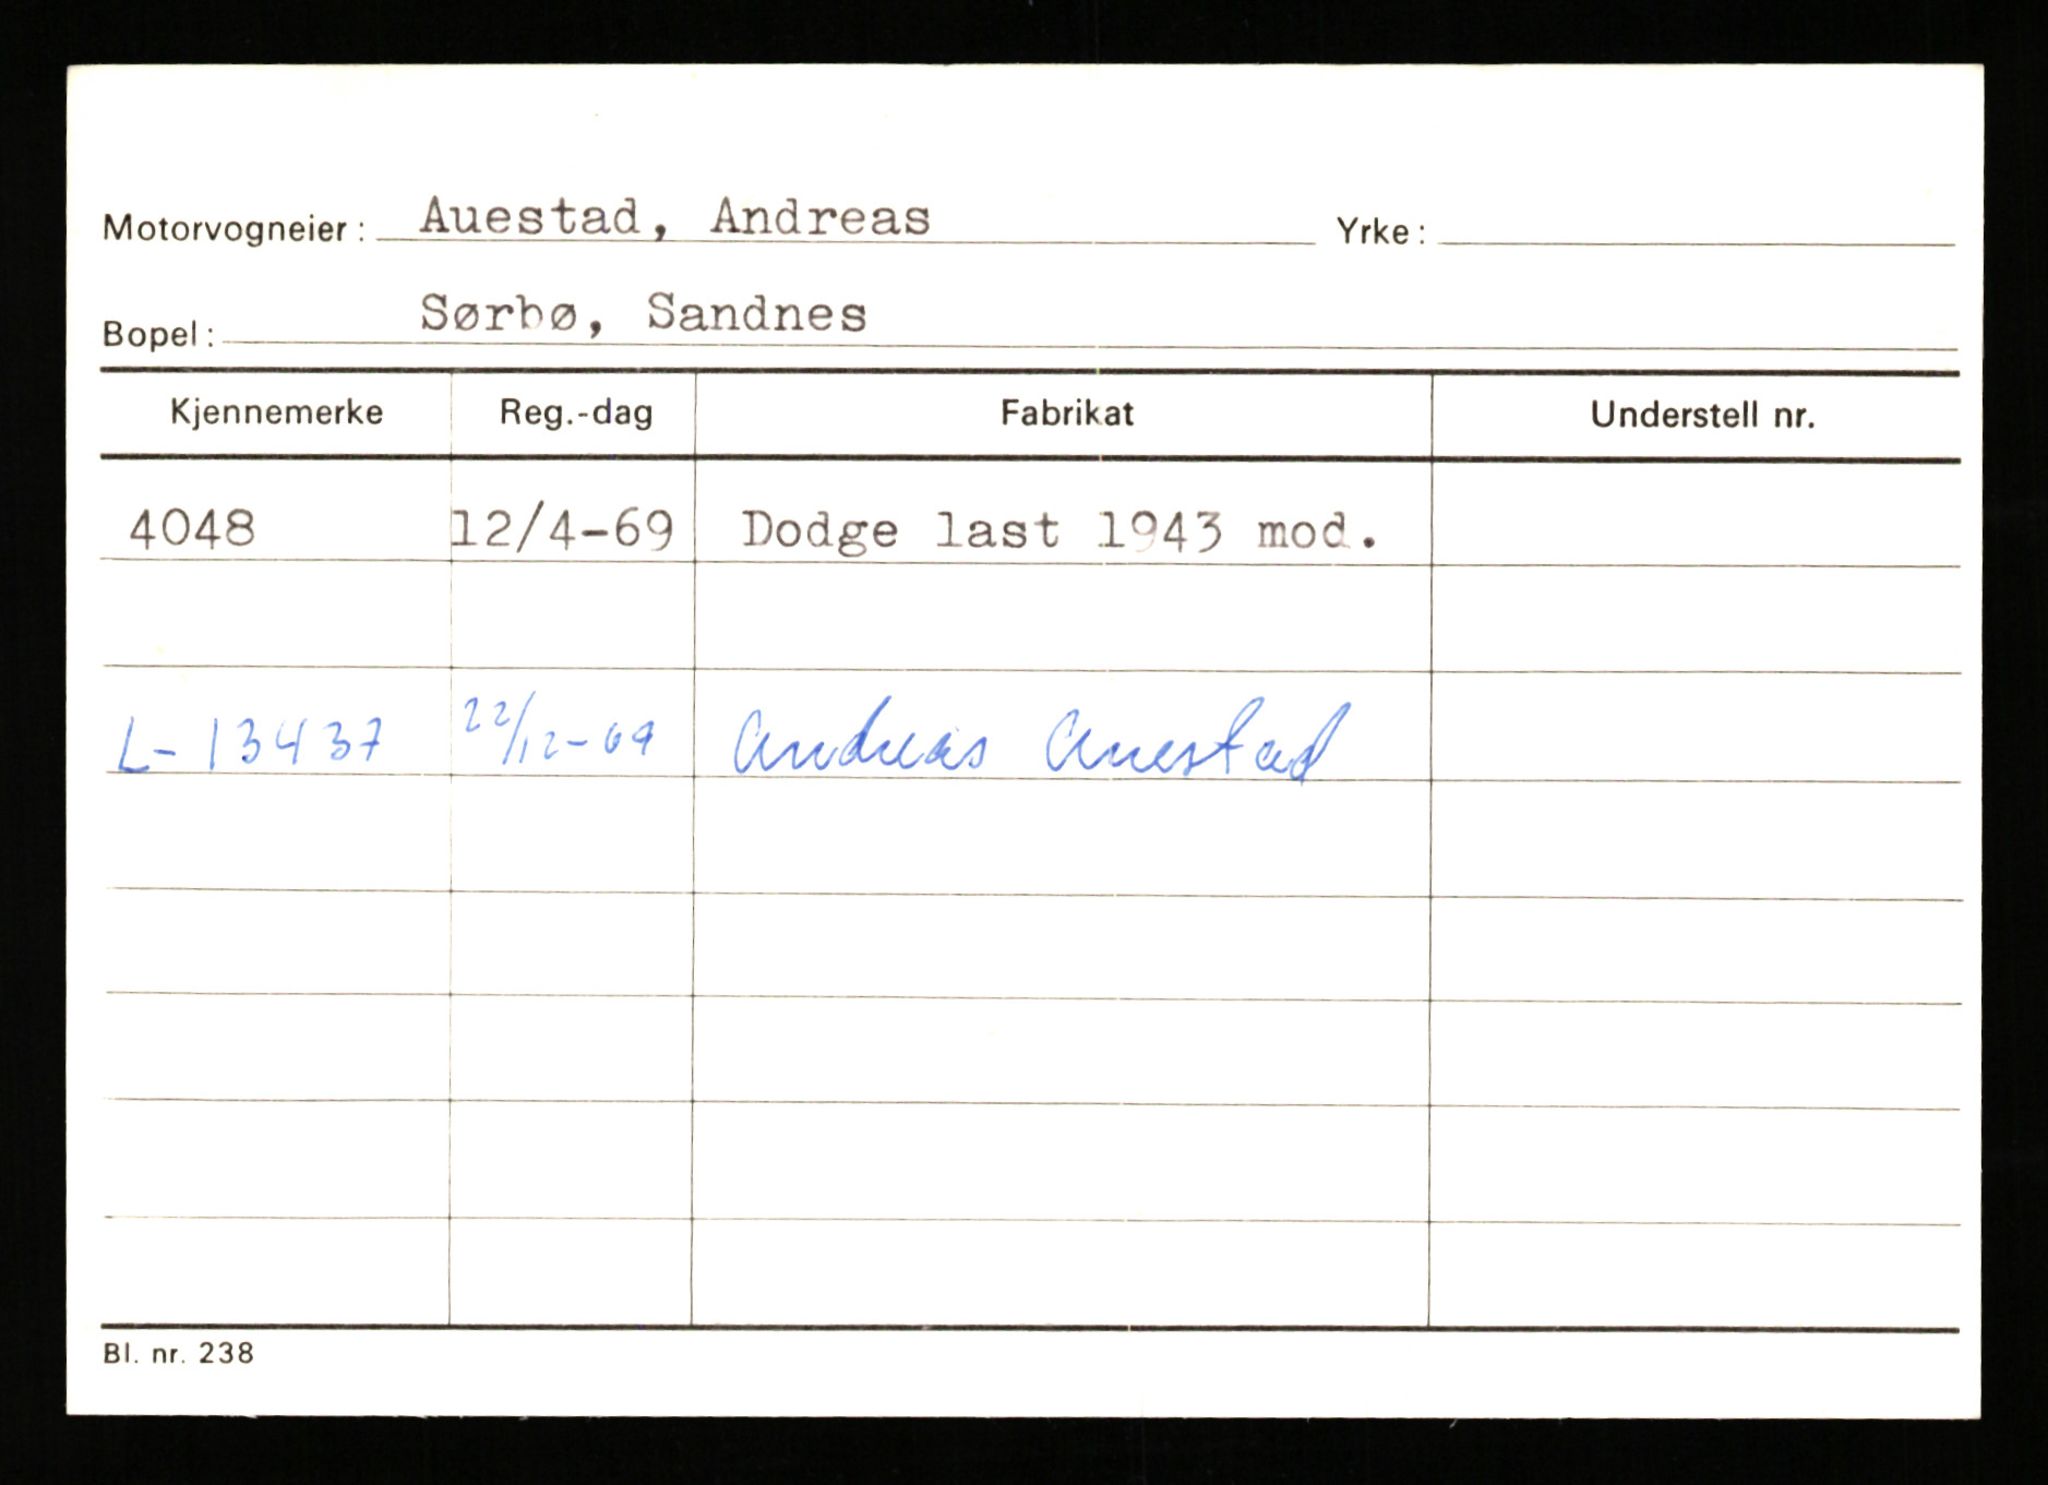 Motorvogneier: Auestad, Andreas Yrke:
Bopel: Sørbø, Sandnes
Kjennemerke Reg.-dag Fabrikat Understell nr.
4048 12/4-69 Dodge last 1943 mod.
L-13437 22/12-69 Andreas Auestad
Bl. nr. 238